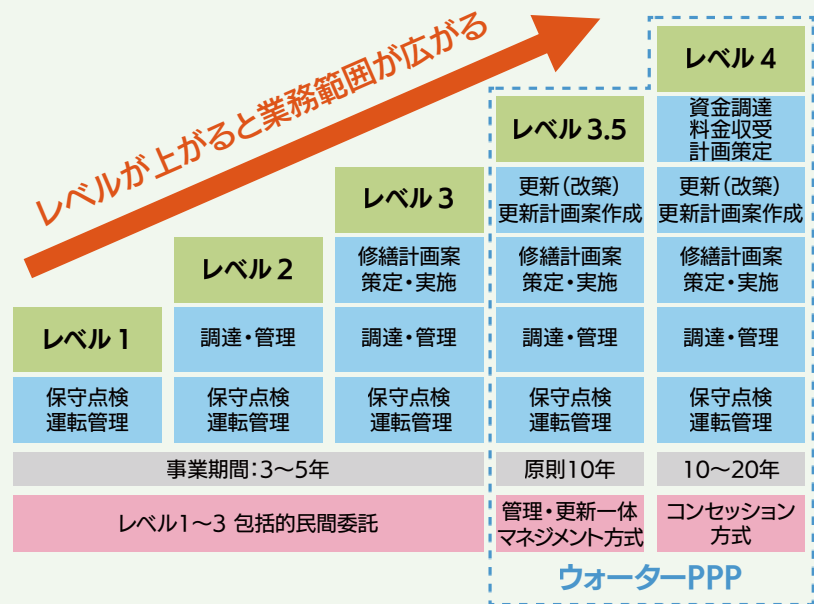 レベルが上がると業務範囲が広がる
レベル1
保守点検
運転管理
レベル2
調達・管理
保守点検
運転管理
レベル3
修繕計画案
策定・実施
調達・管理
保守点検
運転管理
レベル3.5
更新(改築)
更新計画案作成
修繕計画案
策定・実施
調達・管理
保守点検
運転管理
レベル4
資金調達
料金収受
計画策定
更新(改築)
更新計画案作成
修繕計画案
策定・実施
調達・管理
保守点検
運転管理
事業期間:3〜5年
原則10年
10〜20年
レベル1〜3 包括的民間委託
管理・更新一体
マネジメント方式
コンセッション
方式
ウォーターPPP